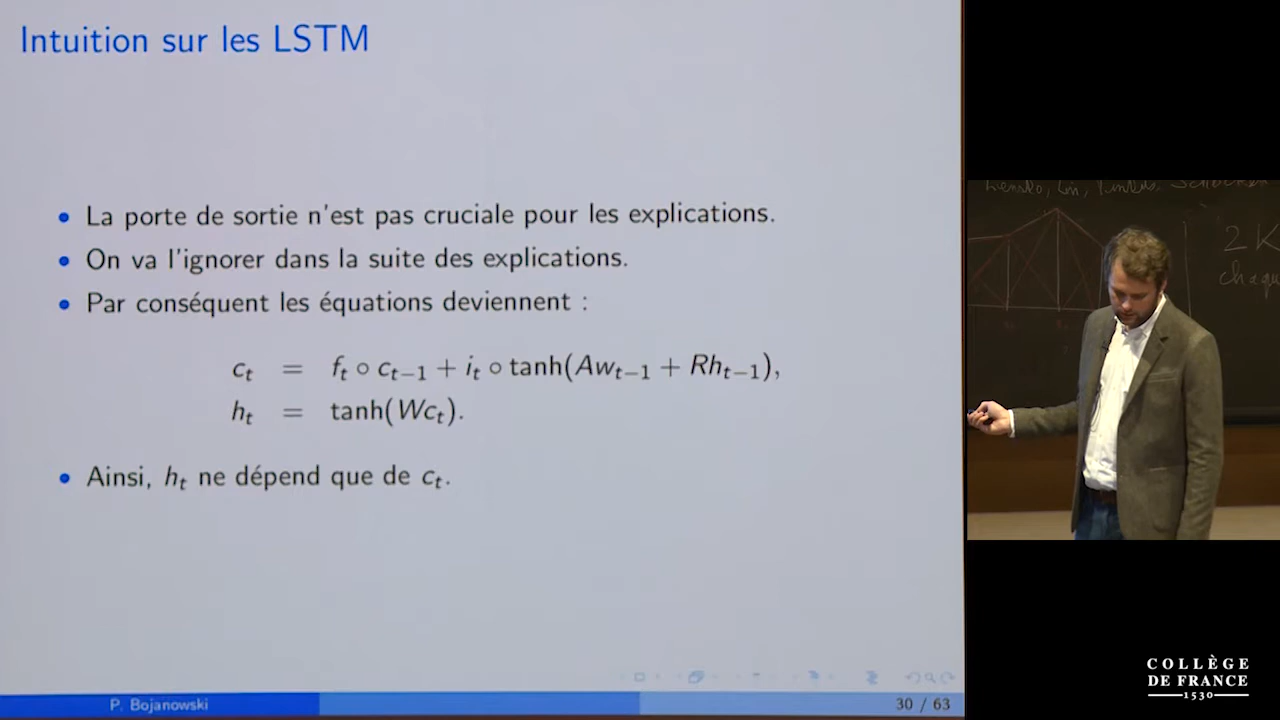 Intuition sur les LSTM
• La porte de sortie n'est pas cruciale pour les explications.
• On va l'ignorer dans la suite des explications.
• Par conséquent les équations deviennent :
c_t = f_t ∘ c_{t−1} + i_t ∘ tanh(Aw_{t−1} + Rh_{t−1}),
h_t = tanh(Wc_t).
• Ainsi, h_t ne dépend que de c_t.
P. Bojanowski
30 / 63
2 K
COLLÈGE
DE FRANCE
1530